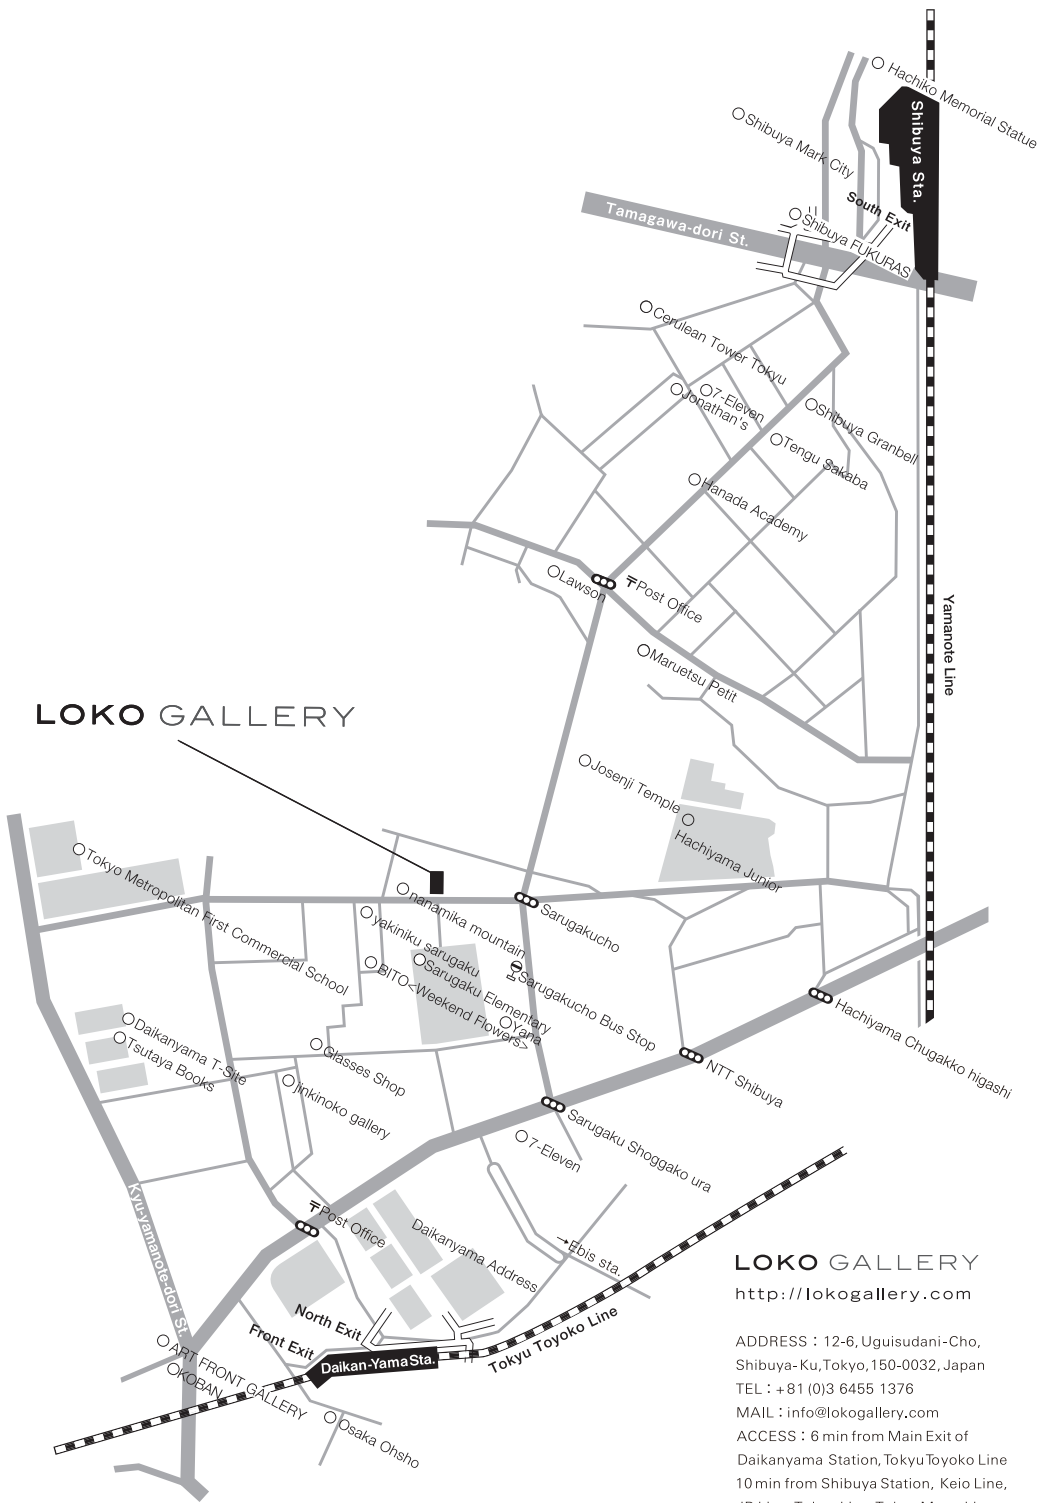 Hachiko Memorial Statue
Shibuya Sta.
Shibuya Mark City
South Exit
Tamagawa-dori St.
Shibuya FUKURAS
Cerulean Tower Tokyu
7-Eleven
Jonathan's
Shibuya Granbell
Tengu Sakaba
Hanada Academy
Lawson
〒Post Office
Yamanote Line
Maruetsu Petit
LOKO GALLERY
Josenji Temple
Hachiyama Junior
Tokyo Metropolitan First Commercial School
nanamika mountain
Sarugakucho
yakiniku sarugaku
Sarugaku Elementary
BITO<Weekend Flowers>
Sarugakucho Bus Stop
Yana
Hachiyama Chugakko higashi
Daikanyama T-Site
Tsutaya Books
Glasses Shop
NTT Shibuya
jinkinoko gallery
Sarugaku Shoggako ura
7-Eleven
Kyu-yamanote-dori St.
〒Post Office
Daikanyama Address
→Ebis sta.
North Exit
Front Exit
Daikan-Yama Sta.
Tokyu Toyoko Line
ART FRONT GALLERY
KOBAN
Osaka Ohsho
LOKO GALLERY
http://lokogallery.com
ADDRESS：12-6, Uguisudani-Cho,
Shibuya-Ku, Tokyo, 150-0032, Japan
TEL：+81 (0)3 6455 1376
MAIL：info@lokogallery.com
ACCESS：6 min from Main Exit of
Daikanyama Station, Tokyu Toyoko Line
10 min from Shibuya Station, Keio Line,